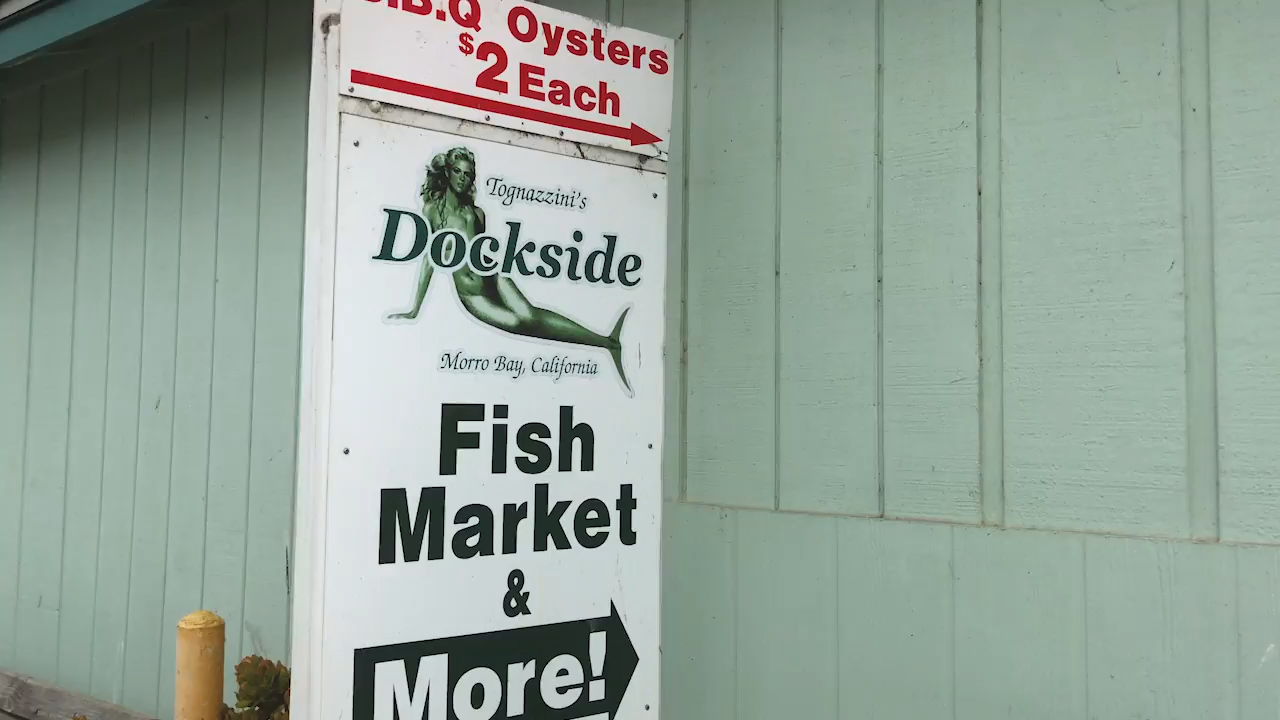 B.B.Q Oysters
$2 Each
Tognazzini's
Dockside
Morro Bay, California
Fish
Market
&
More!